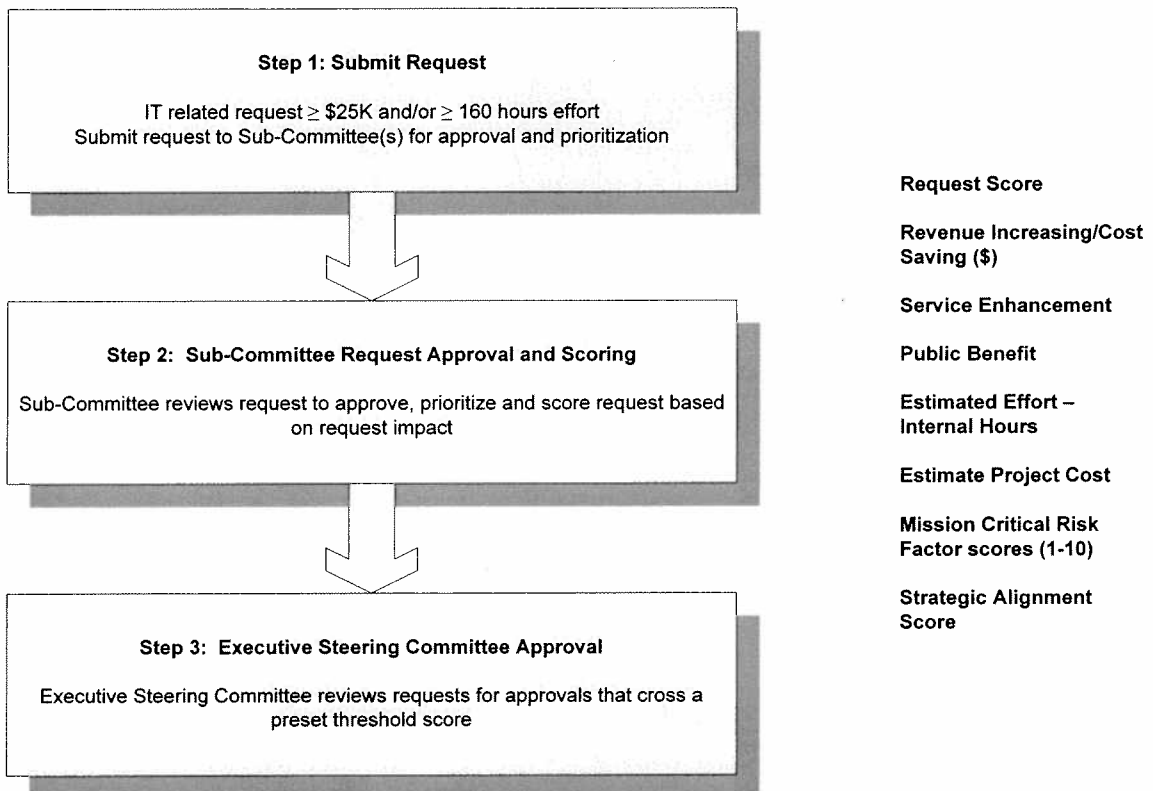 Step 1: Submit Request
IT related request ≥ $25K and/or ≥ 160 hours effort
Submit request to Sub-Committee(s) for approval and prioritization
Step 2: Sub-Committee Request Approval and Scoring
Sub-Committee reviews request to approve, prioritize and score request based
on request impact
Step 3: Executive Steering Committee Approval
Executive Steering Committee reviews requests for approvals that cross a
preset threshold score
Request Score
Revenue Increasing/Cost
Saving ($)
Service Enhancement
Public Benefit
Estimated Effort –
Internal Hours
Estimate Project Cost
Mission Critical Risk
Factor scores (1-10)
Strategic Alignment
Score